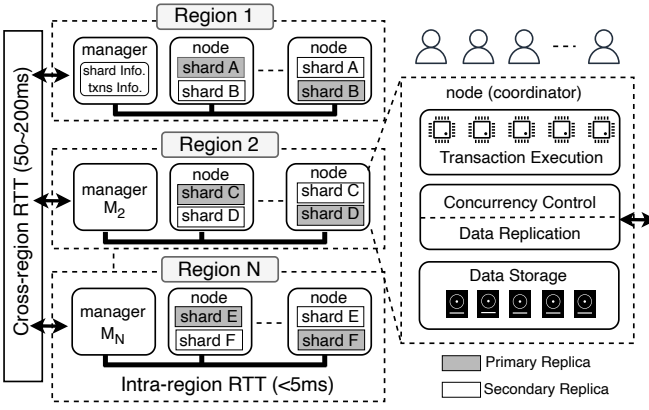 Cross-region RTT (50~200ms)
Region 1
manager
shard Info.
txns Info.
node
shard A
shard B
node
shard A
shard B
Region 2
manager
M2
node
shard C
shard D
node
shard C
shard D
Region N
manager
MN
node
shard E
shard F
node
shard E
shard F
Intra-region RTT (<5ms)
node (coordinator)
Transaction Execution
Concurrency Control
Data Replication
Data Storage
Primary Replica
Secondary Replica